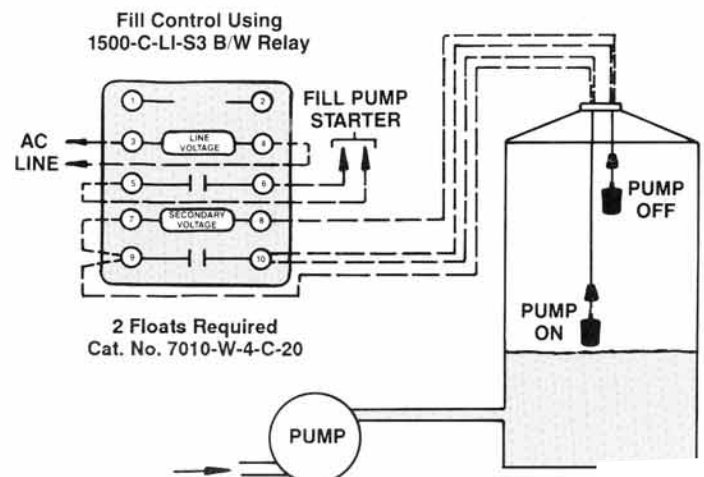 Fill Control Using
1500-C-LI-S3 B/W Relay
1
2
FILL PUMP
STARTER
AC
LINE
3
LINE
VOLTAGE
4
5
6
7
SECONDARY
VOLTAGE
8
9
10
PUMP
OFF
PUMP
ON
2 Floats Required
Cat. No. 7010-W-4-C-20
PUMP